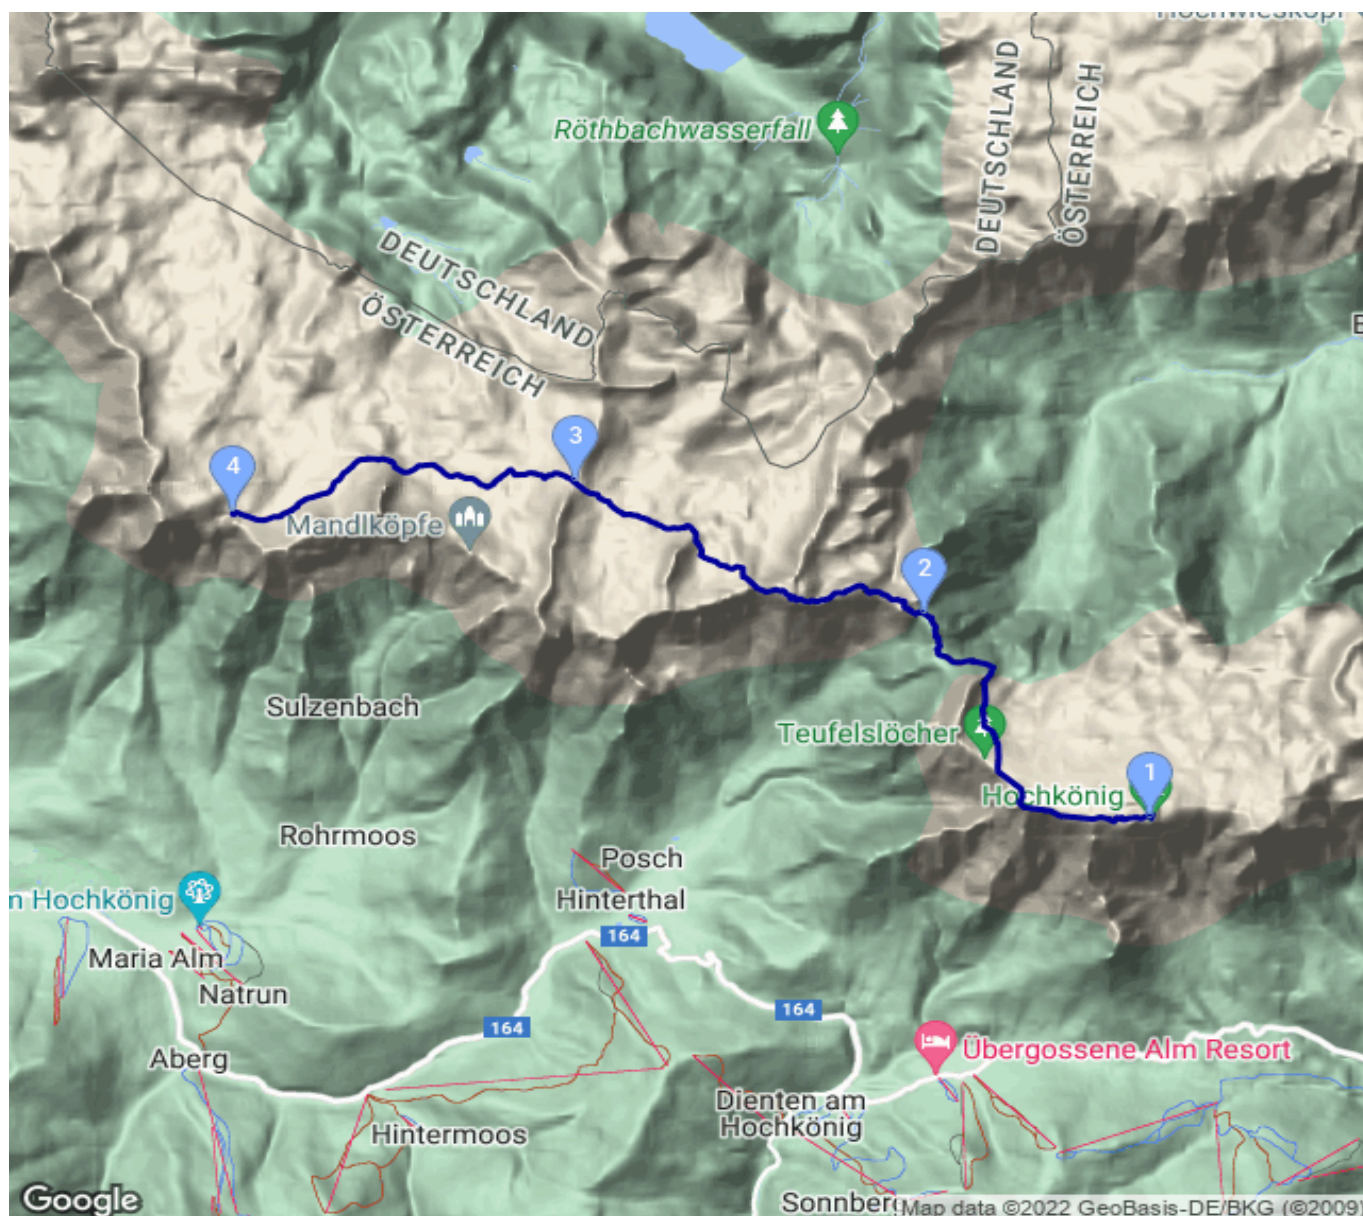 Hochwieskopf
Röthbachwasserfall
DEUTSCHLAND
ÖSTERREICH
DEUTSCHLAND
ÖSTERREICH
E
3
4
Mandlköpfe
2
Sulzenbach
Teufelslöcher
1
Hochkönig
Rohrmoos
Posch
m Hochkönig
Hinterthal
164
Maria Alm
Natrun
164
164
Aberg
Übergossene Alm Resort
Dienten am
Hochkönig
Hintermoos
Sonnberg
Google
Map data ©2022 GeoBasis-DE/BKG (©2009)